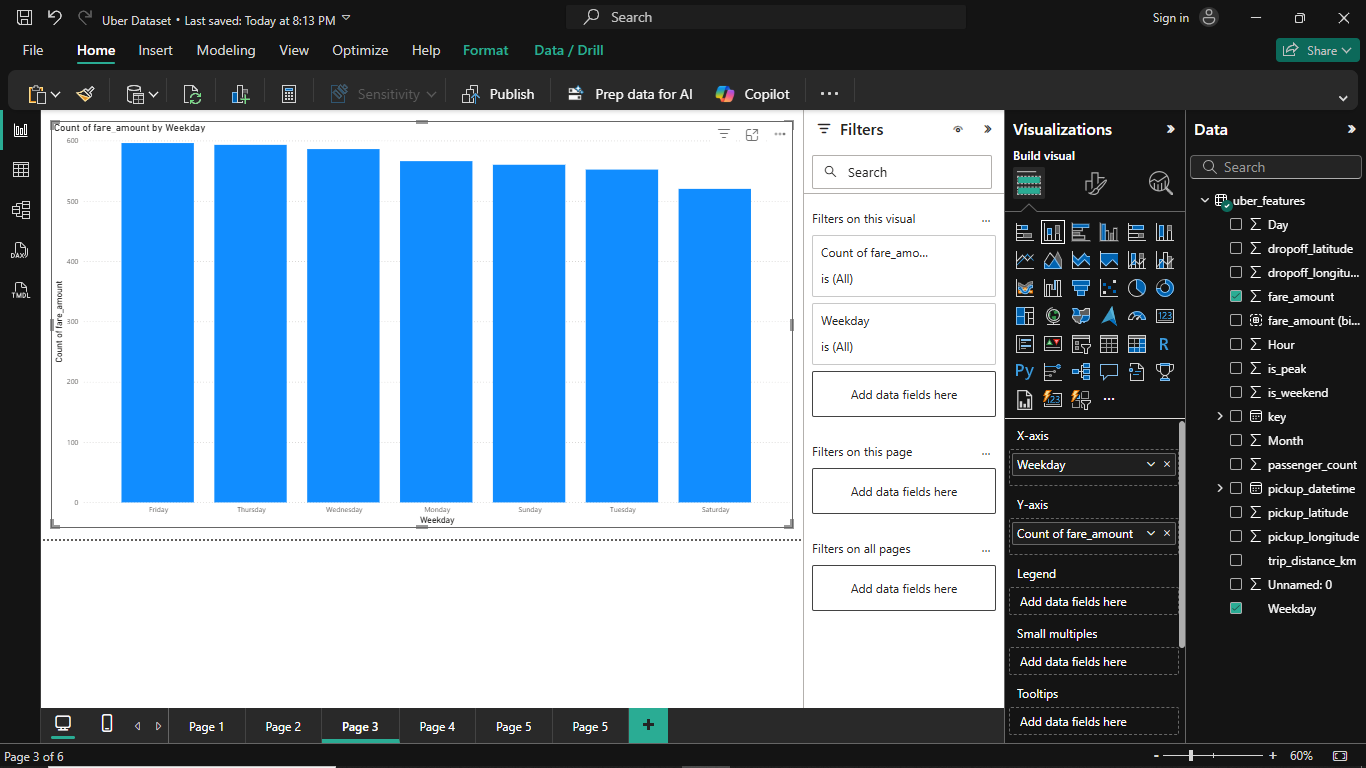 Uber Dataset • Last saved: Today at 8:13 PM
Search
Sign in
File
Home
Insert
Modeling
View
Optimize
Help
Format
Data / Drill
Share
Sensitivity
Publish
Prep data for AI
Copilot
Count of fare_amount by Weekday
600
500
400
300
200
100
0
Count of fare_amount
Friday
Thursday
Wednesday
Monday
Sunday
Tuesday
Saturday
Weekday
DAX
TMDL
Filters
Search
Filters on this visual
Count of fare_amo...
is (All)
Weekday
is (All)
Add data fields here
Filters on this page
Add data fields here
Filters on all pages
Add data fields here
Visualizations
Build visual
123
R
Py
123
X-axis
Weekday
Y-axis
Count of fare_amount
Legend
Add data fields here
Small multiples
Add data fields here
Tooltips
Add data fields here
Data
Search
uber_features
Day
dropoff_latitude
dropoff_longitu...
fare_amount
fare_amount (bi...
Hour
is_peak
is_weekend
key
Month
passenger_count
pickup_datetime
pickup_latitude
pickup_longitude
trip_distance_km
Unnamed: 0
Weekday
Page 1
Page 2
Page 3
Page 4
Page 5
Page 5
Page 3 of 6
60%